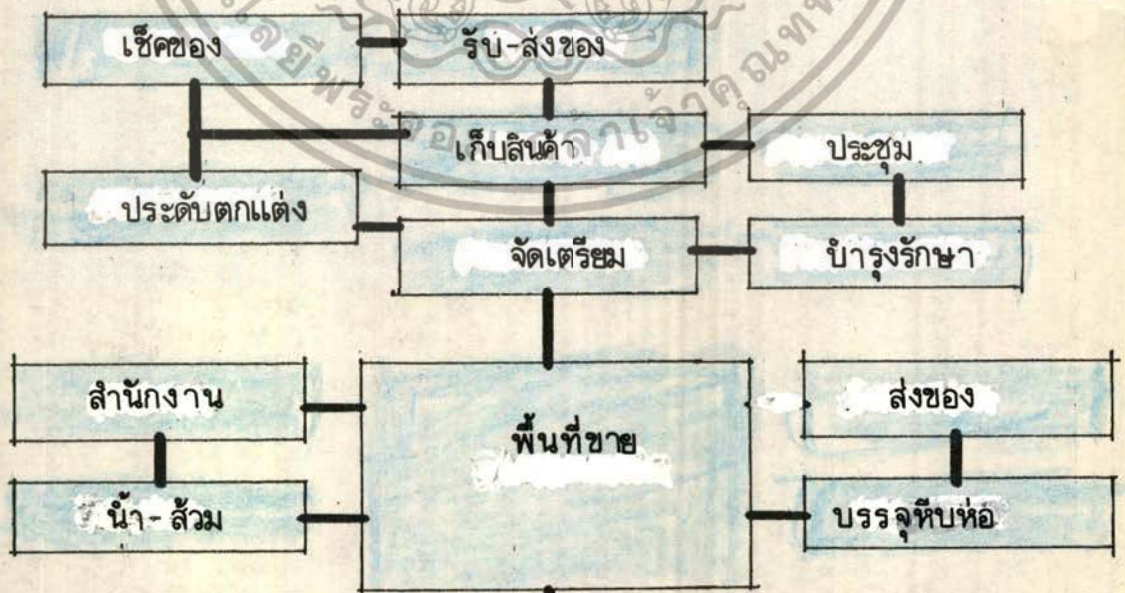 เช็คของ
รับ-ส่งของ
เก็บสินค้า
ประชุม
ประดับตกแต่ง
จัดเตรียม
บำรุงรักษา
สำนักงาน
พื้นที่ขาย
ส่งของ
น้ำ-ส้วม
บรรจุหีบห่อ